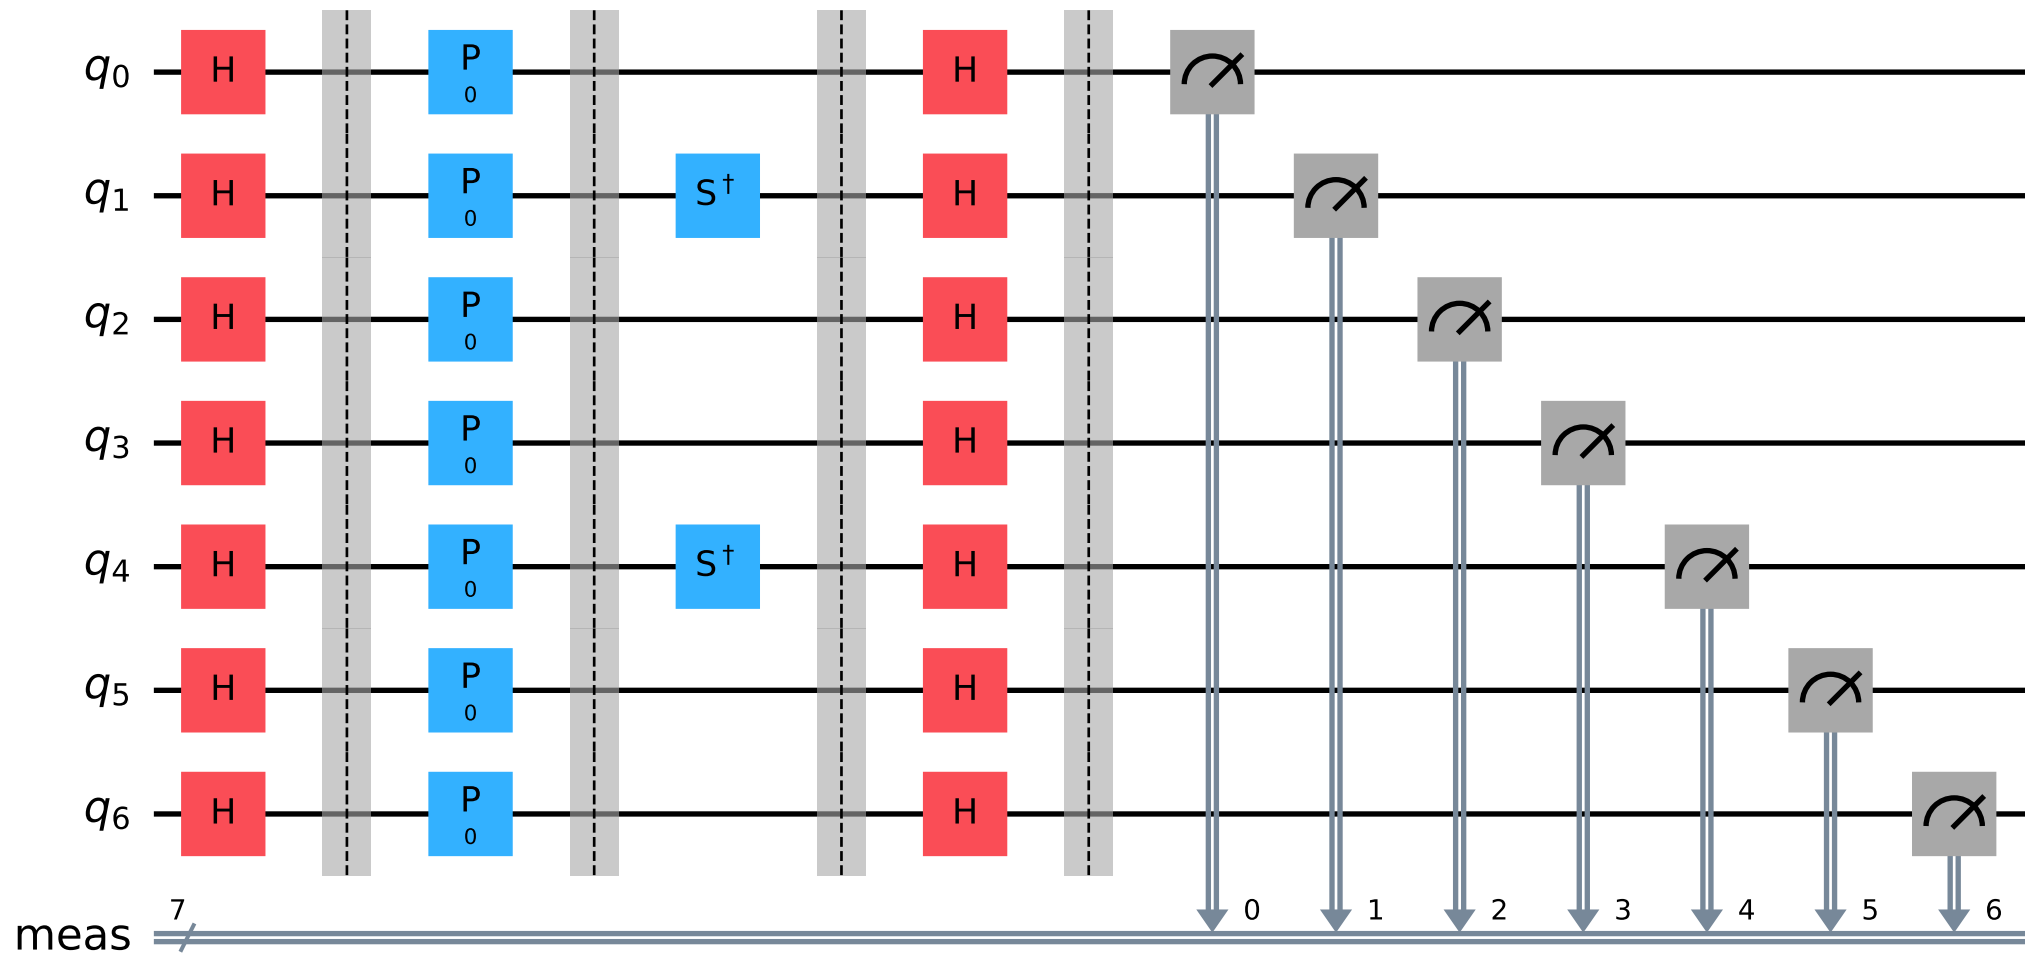 q0 H P 0 H
q1 H P 0 S† H
q2 H P 0 H
q3 H P 0 H
q4 H P 0 S† H
q5 H P 0 H
q6 H P 0 H
7 0 1 2 3 4 5 6
meas